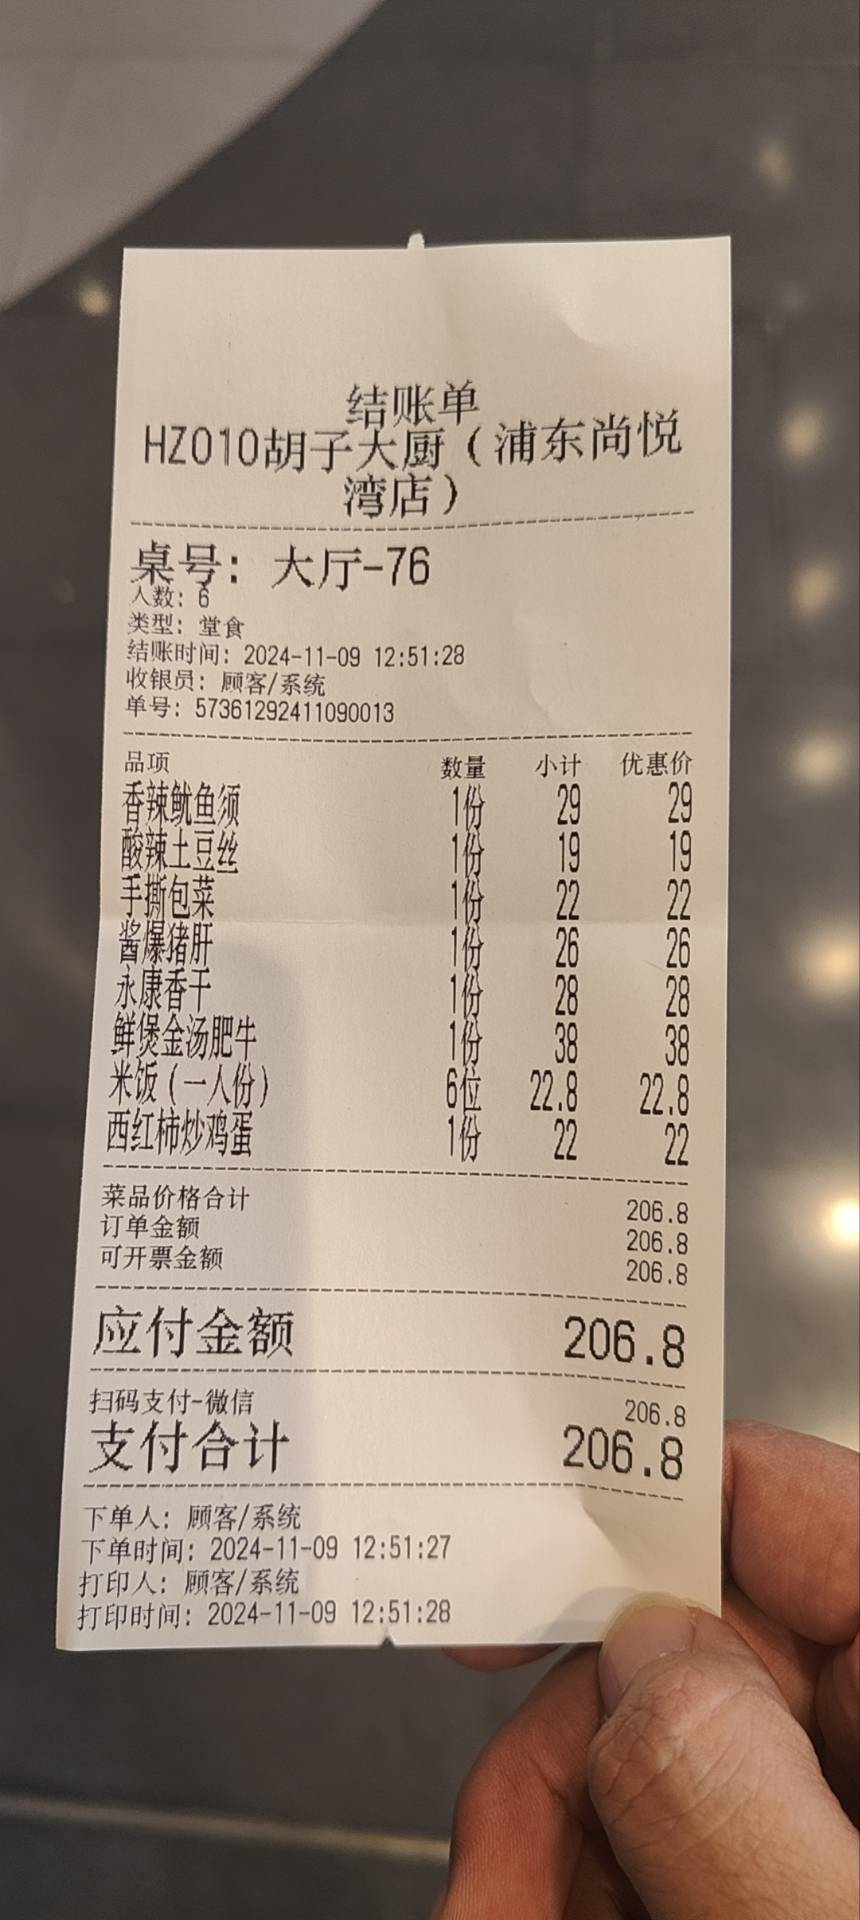 结账单
HZ010胡子大厨（浦东尚悦
湾店）
桌号：大厅-76
人数：6
类型：堂食
结账时间：2024-11-09 12:51:28
收银员：顾客/系统
单号：57361292411090013
品项 数量 小计 优惠价
香辣鱿鱼须 1份 29 29
酸辣土豆丝 1份 19 19
手撕包菜 1份 22 22
酱爆猪肝 1份 26 26
永康香干 1份 28 28
鲜煲金汤肥牛 1份 38 38
米饭（一人份） 6位 22.8 22.8
西红柿炒鸡蛋 1份 22 22
菜品价格合计 206.8
订单金额 206.8
可开票金额 206.8
应付金额 206.8
扫码支付-微信 206.8
支付合计 206.8
下单人：顾客/系统
下单时间：2024-11-09 12:51:27
打印人：顾客/系统
打印时间：2024-11-09 12:51:28